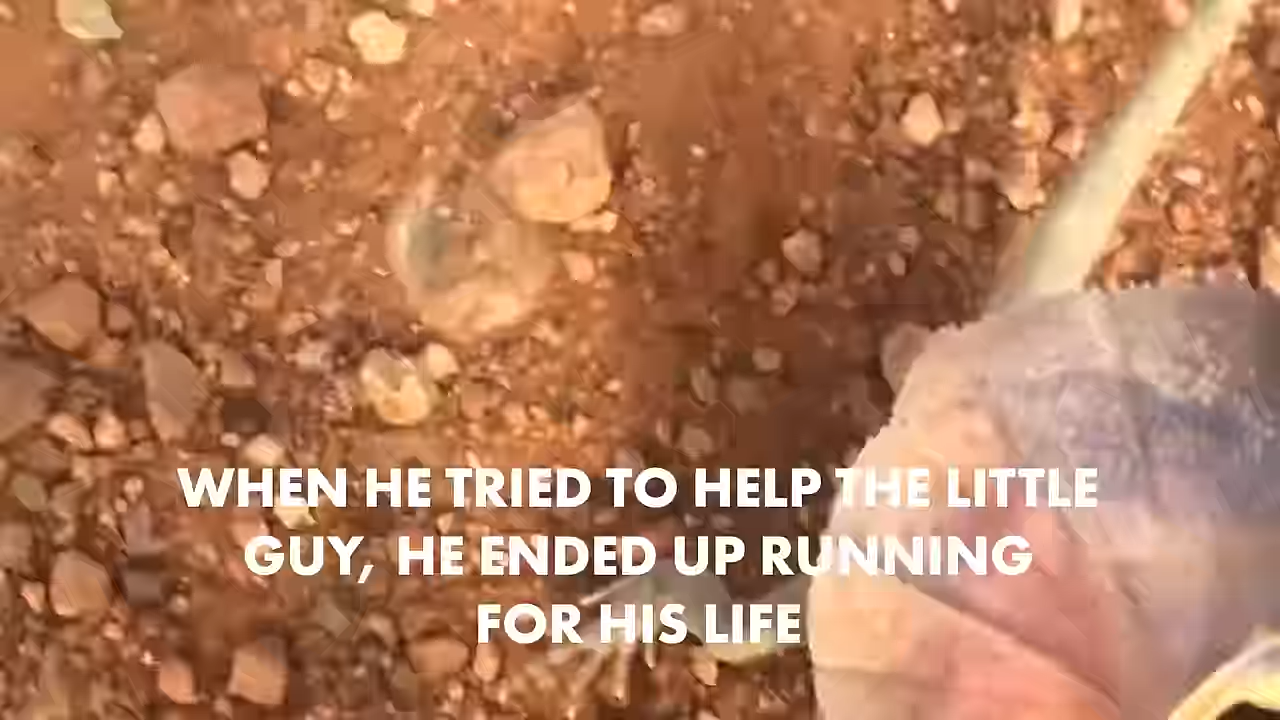 WHEN HE TRIED TO HELP THE LITTLE
GUY, HE ENDED UP RUNNING
FOR HIS LIFE